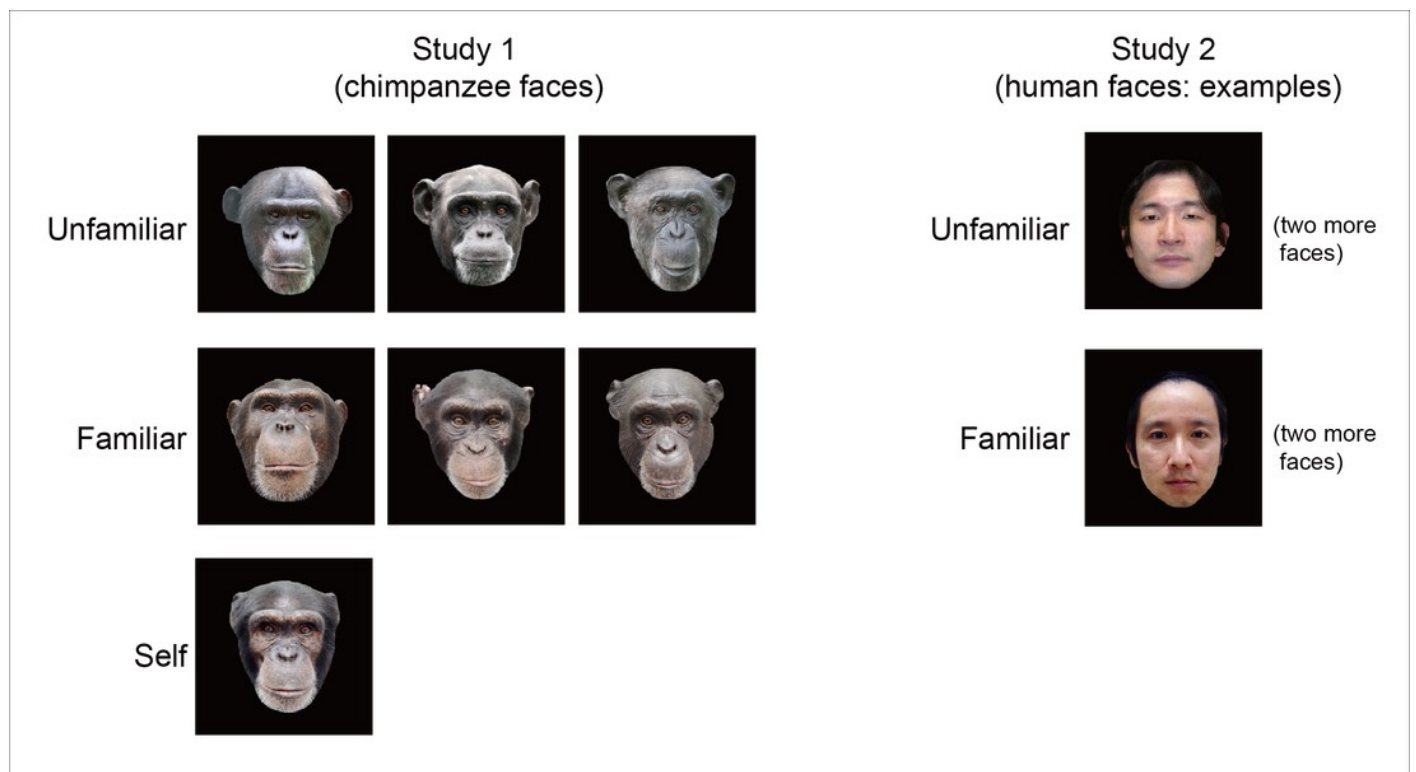 Study 1
(chimpanzee faces)
Study 2
(human faces: examples)
Unfamiliar
Unfamiliar
(two more
faces)
Familiar
Familiar
(two more
faces)
Self